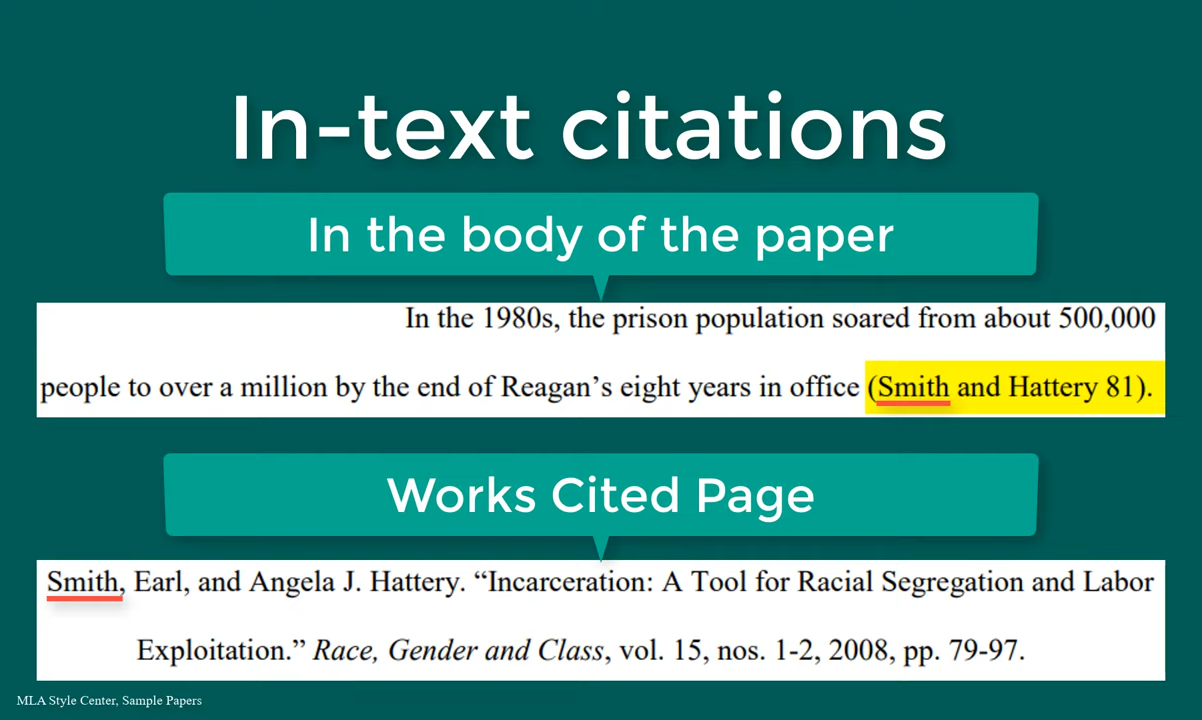 In-text citations
In the body of the paper
In the 1980s, the prison population soared from about 500,000
people to over a million by the end of Reagan’s eight years in office (Smith and Hattery 81).
Works Cited Page
Smith, Earl, and Angela J. Hattery. “Incarceration: A Tool for Racial Segregation and Labor
Exploitation.” Race, Gender and Class, vol. 15, nos. 1-2, 2008, pp. 79-97.
MLA Style Center, Sample Papers